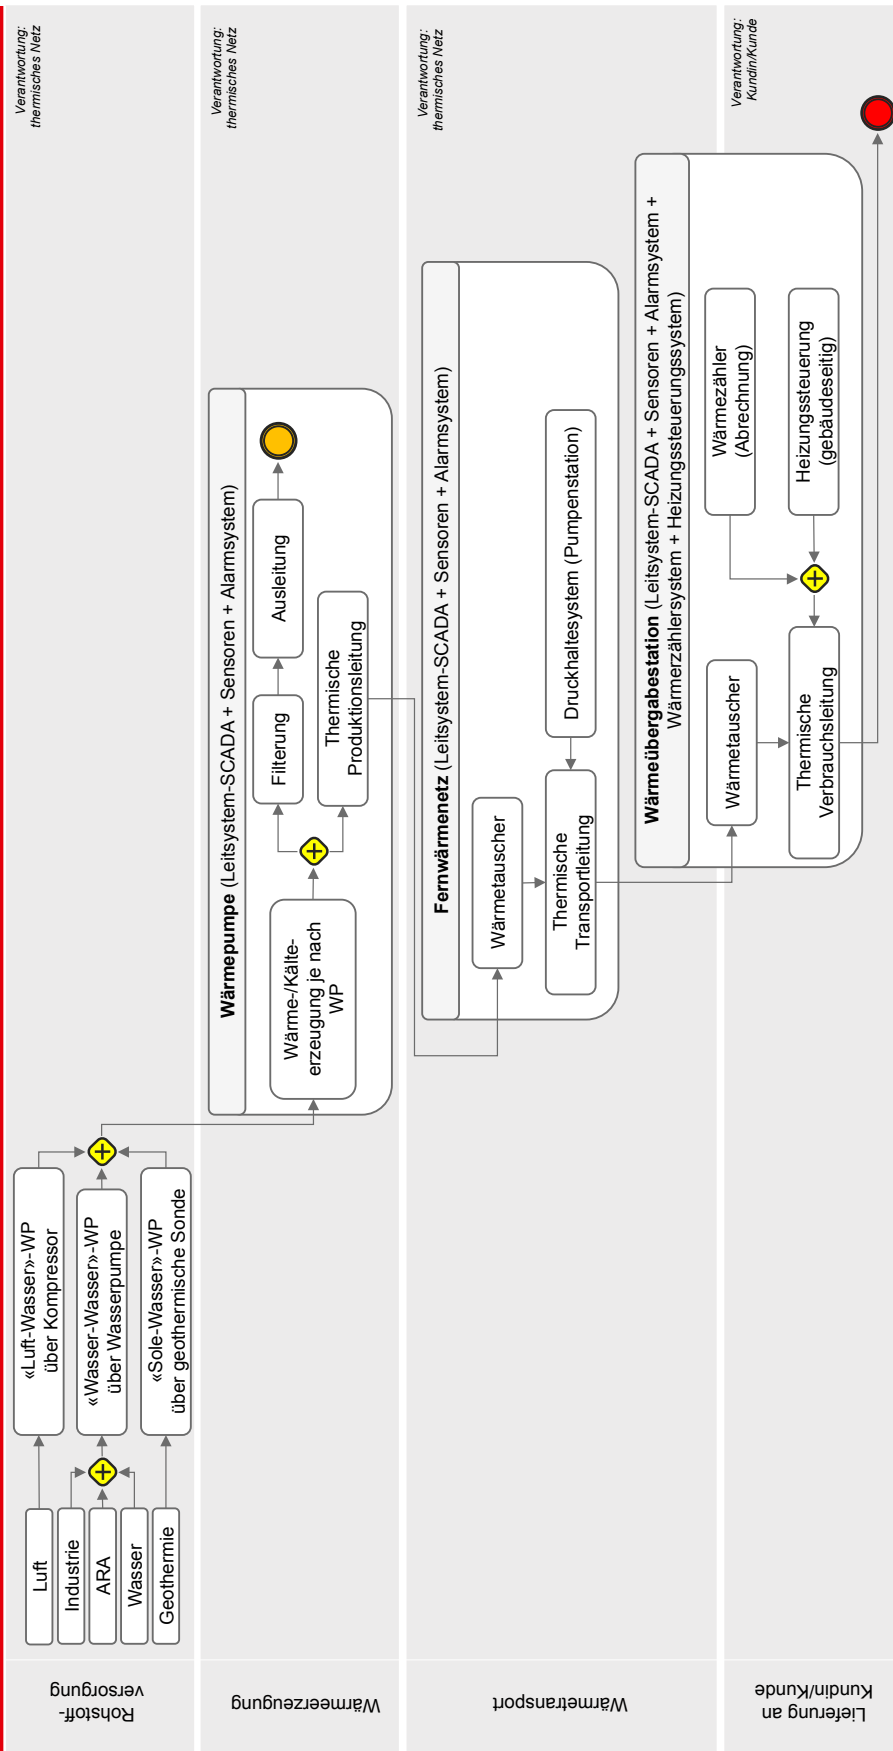 Rohstoff-
versorgung
Luft
Industrie
ARA
Wasser
Geothermie
«Luft-Wasser»-WP
über Kompressor
«Wasser-Wasser»-WP
über Wasserpumpe
«Sole-Wasser»-WP
über geothermische Sonde
Verantwortung:
thermisches Netz
Wärmeerzeugung
Wärmepumpe (Leitsystem-SCADA + Sensoren + Alarmsystem)
Wärme-/Kälte-
erzeugung je nach
WP
Filterung
Ausleitung
Thermische
Produktionsleitung
Verantwortung:
thermisches Netz
Wärmetransport
Fernwärmenetz (Leitsystem-SCADA + Sensoren + Alarmsystem)
Wärmetauscher
Thermische
Transportleitung
Druckhaltesystem (Pumpenstation)
Verantwortung:
thermisches Netz
Lieferung an
Kundin/Kunde
Wärmeübergabestation (Leitsystem-SCADA + Sensoren + Alarmsystem +
Wärmerzählersystem + Heizungssteuerungssystem)
Wärmetauscher
Thermische
Verbrauchsleitung
Wärmezähler
(Abrechnung)
Heizungssteuerung
(gebäudeseitig)
Verantwortung:
Kundin/Kunde